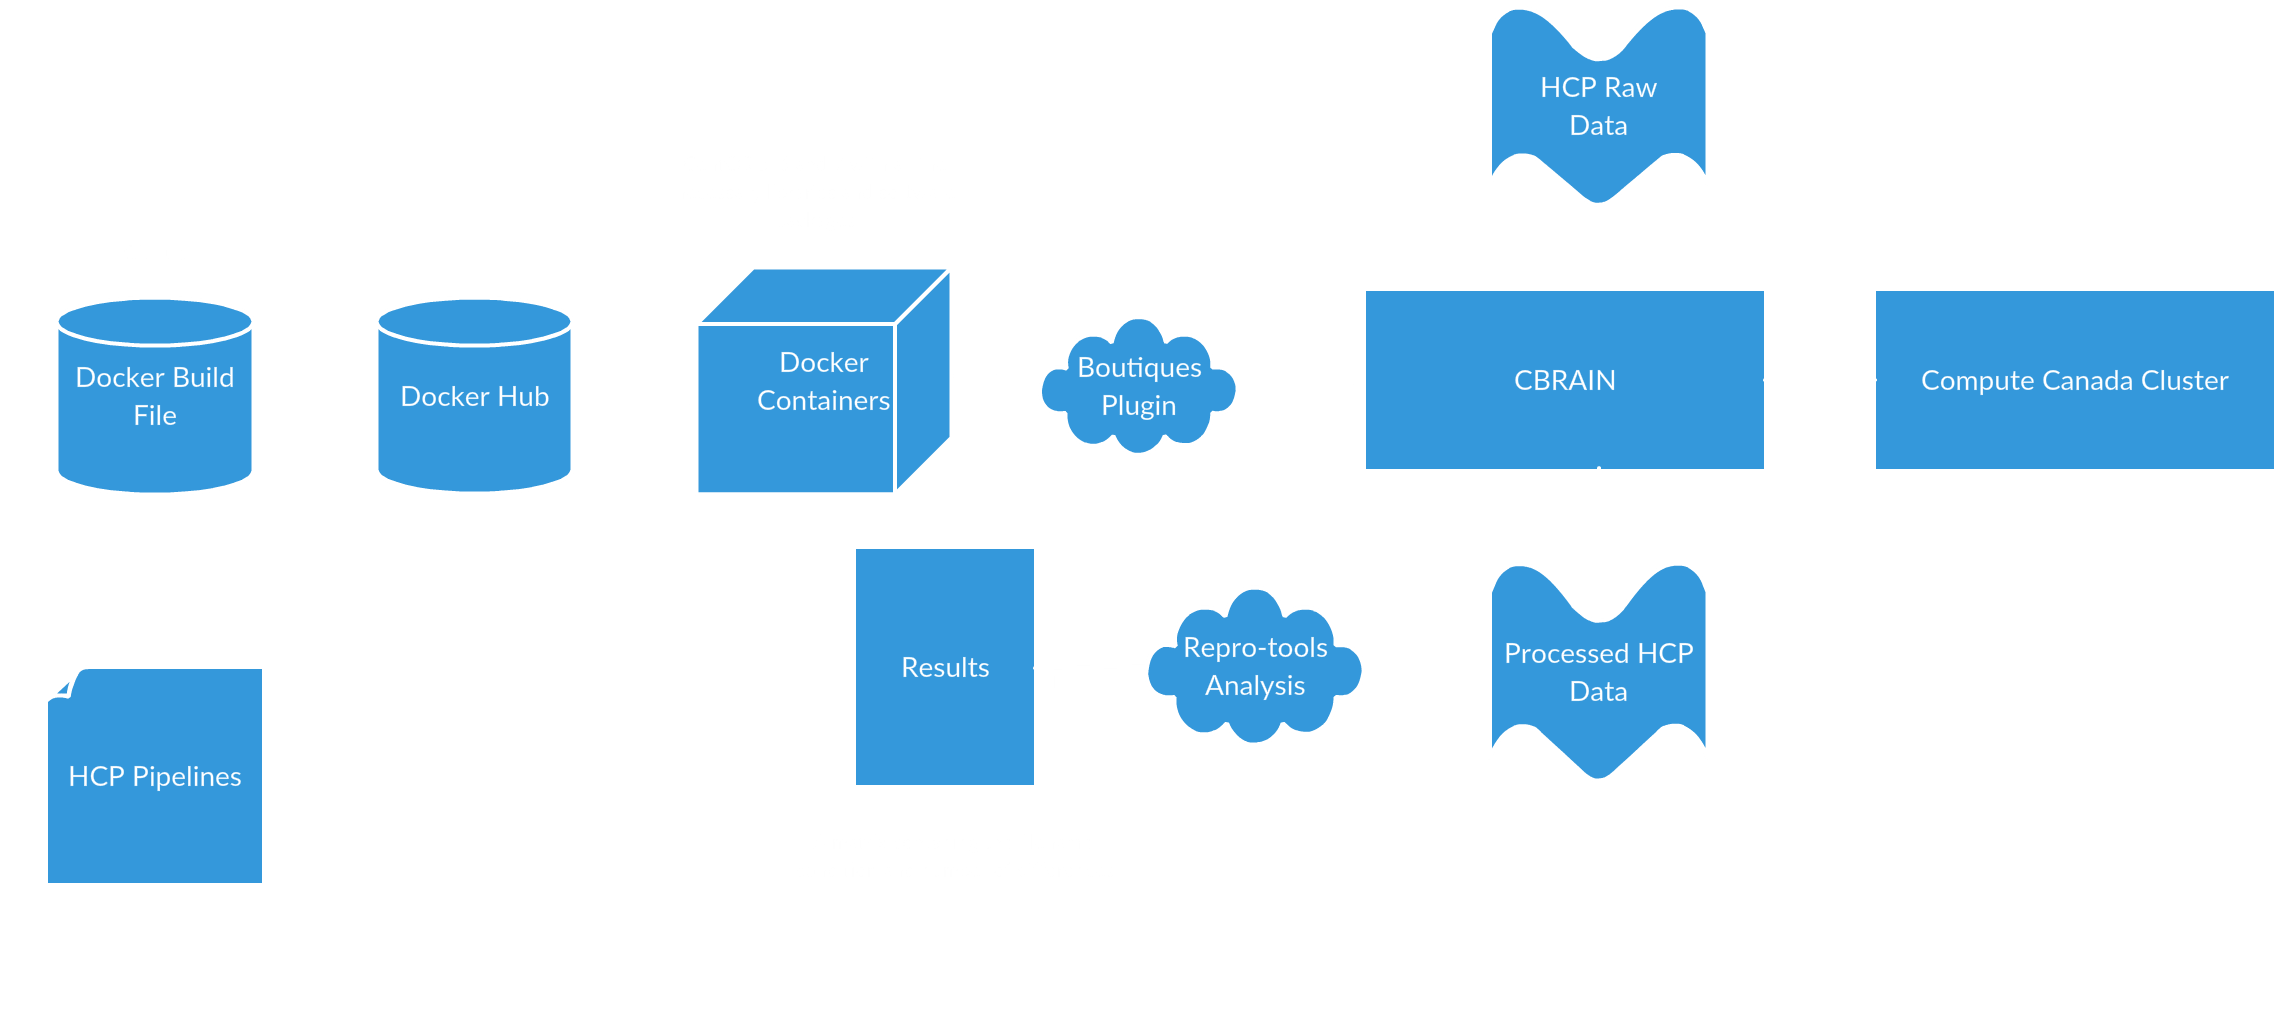 HCP Raw
Data
Docker Build
File
Docker Hub
Docker
Containers
Boutiques
Plugin
CBRAIN
Compute Canada Cluster
Results
Repro-tools
Analysis
Processed HCP
Data
HCP Pipelines